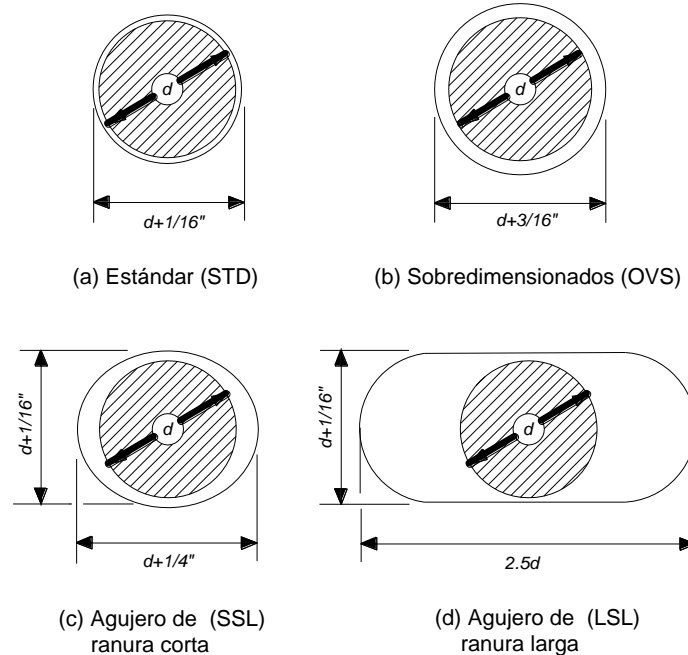 d
d
d+1/16"
d+3/16"
(a) Estándar (STD)
(b) Sobredimensionados (OVS)
d+1/16"
d
d+1/16"
d
d+1/4"
2.5d
(c) Agujero de (SSL)
ranura corta
(d) Agujero de (LSL)
ranura larga